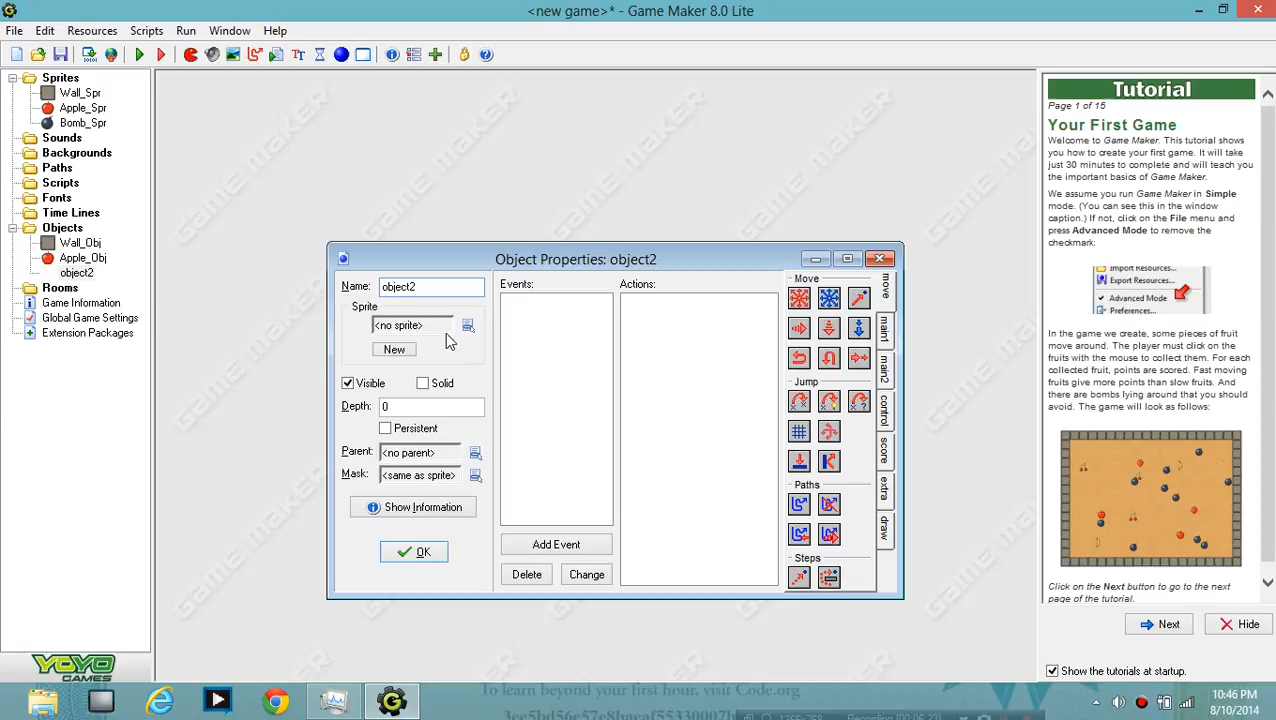 <new game>* - Game Maker 8.0 Lite
File Edit Resources Scripts Run Window Help
Sprites
Wall_Spr
Apple_Spr
Bomb_Spr
Sounds
Backgrounds
Paths
Scripts
Fonts
Time Lines
Objects
Wall_Obj
Apple_Obj
object2
Rooms
Game Information
Global Game Settings
Extension Packages
YOYO
GAMES
Object Properties: object2
Name: object2
Sprite
<no sprite>
New
Visible Solid
Depth: 0
Persistent
Parent: <no parent>
Mask: <same as sprite>
Show Information
OK
Events:
Add Event
Delete Change
Actions:
Move
Jump
Paths
Steps
move
main1
main2
control
score
extra
draw
Tutorial
Page 1 of 15
Your First Game
Welcome to Game Maker. This tutorial shows
you how to create your first game. It will take
just 30 minutes to complete and will teach you
the important basics of Game Maker.
We assume you run Game Maker in Simple
mode. (You can see this in the window
caption.) If not, click on the File menu and
press Advanced Mode to remove the
checkmark:
Import Resources...
Export Resources...
Advanced Mode
Preferences...
In the game we create, some pieces of fruit
move around. The player must click on the
fruits with the mouse to collect them. For each
collected fruit, points are scored. Fast moving
fruits give more points than slow fruits. And
there are bombs lying around that you should
avoid. The game will look as follows:
Click on the Next button to go to the next
page of the tutorial.
Next Hide
Show the tutorials at startup.
GAME MAKER
To learn beyond your first hour, visit Code.org
10:46 PM
8/10/2014